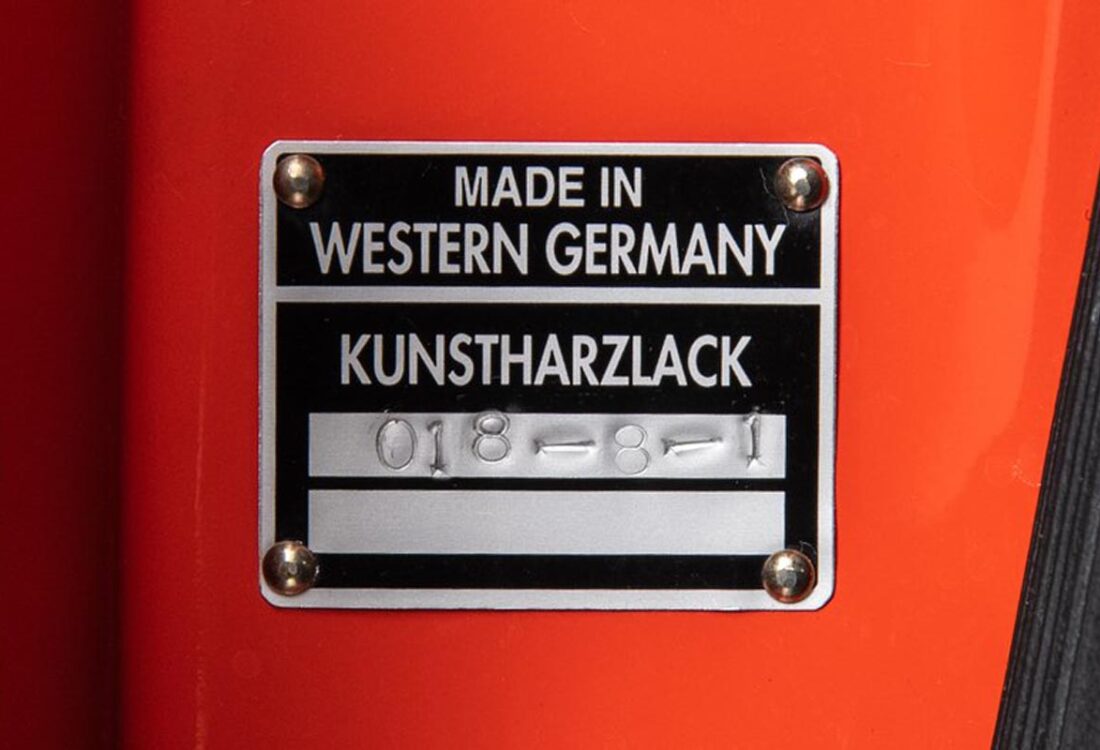 MADE IN
WESTERN GERMANY
KUNSTHARZLACK
018-8-1